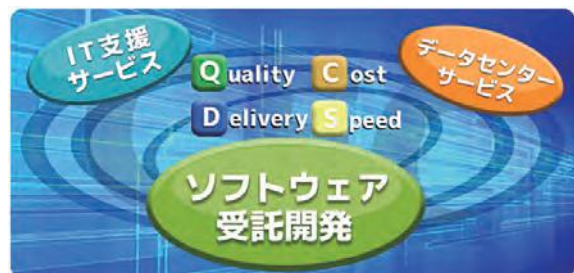 IT支援
サービス
Quality Cost
Delivery Speed
データセンター
サービス
ソフトウェア
受託開発